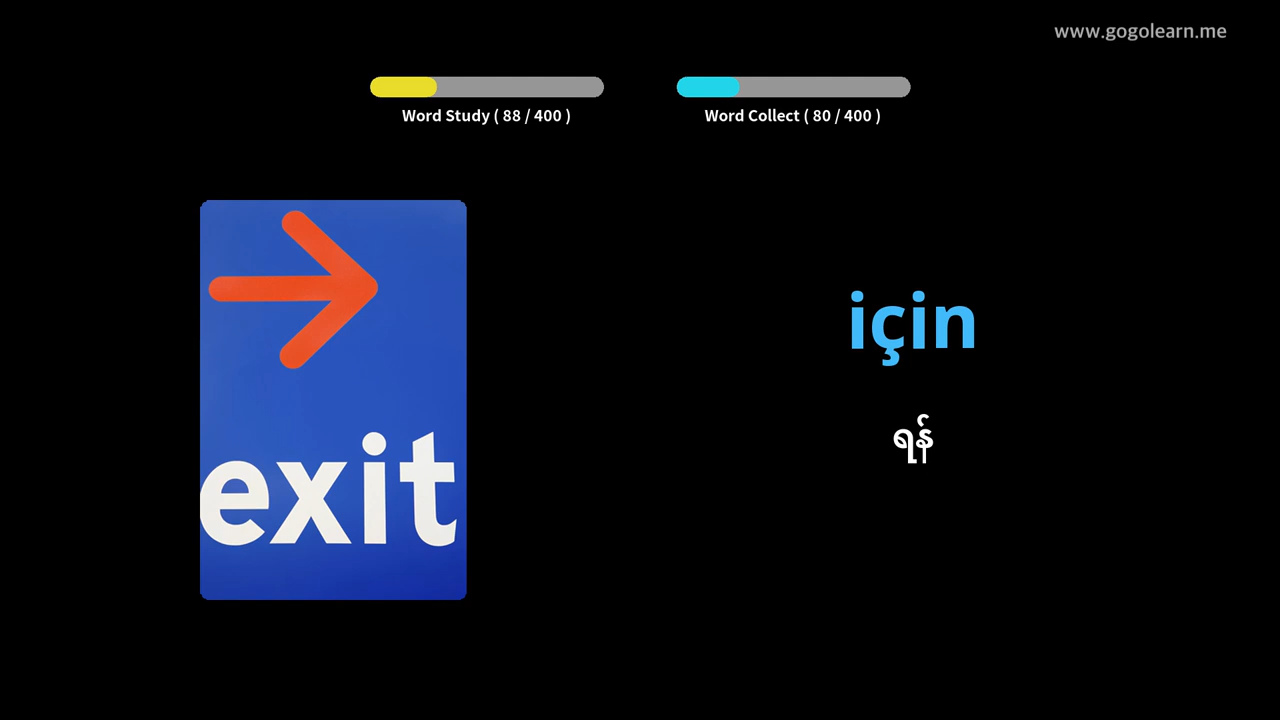 www.gogolearn.me
Word Study ( 88 / 400 )
Word Collect ( 80 / 400 )
exit
için
ရန်